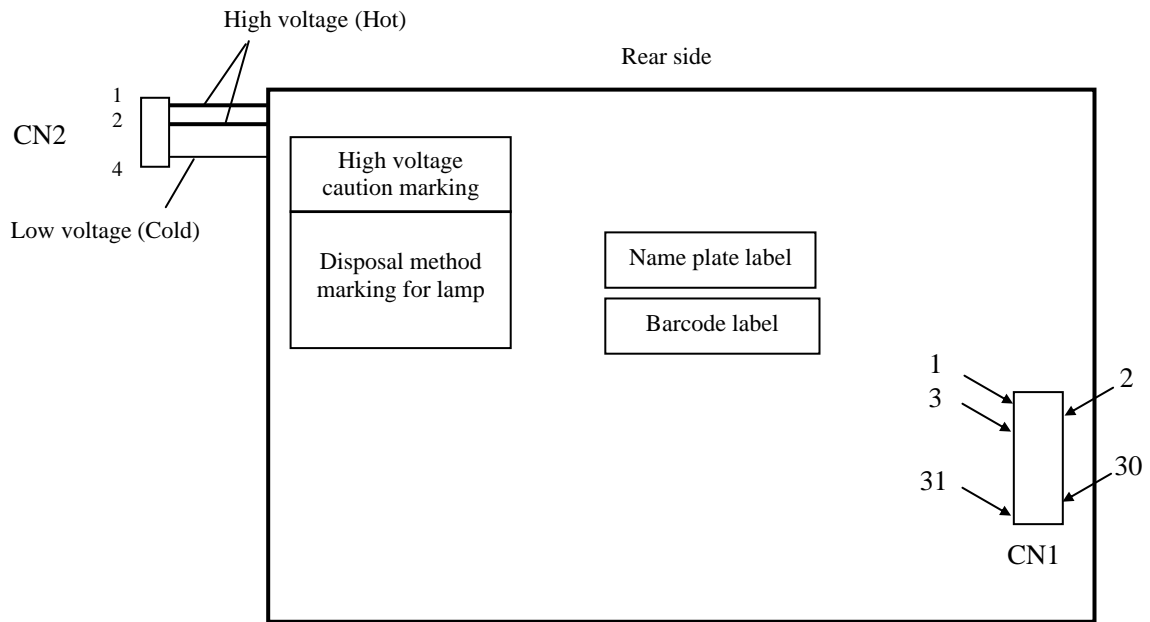 High voltage (Hot)
Rear side
1
2
CN2
4
Low voltage (Cold)
High voltage
caution marking
Disposal method
marking for lamp
Name plate label
Barcode label
1
2
3
30
31
CN1